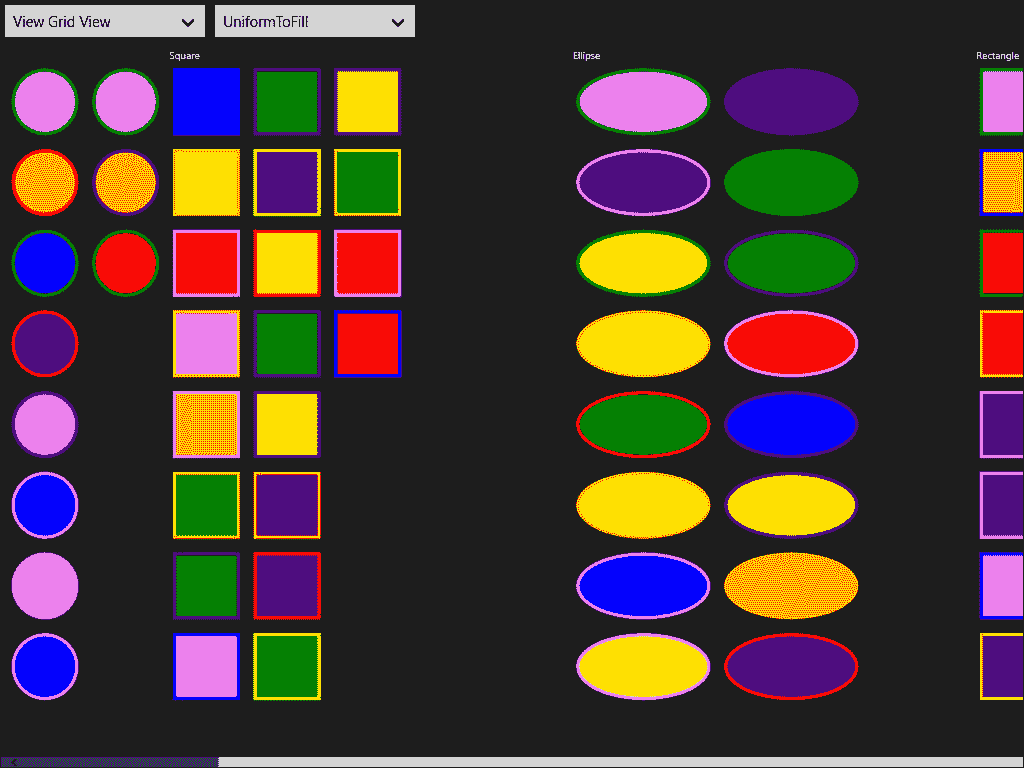 View Grid View
UniformToFill
Square
Ellipse
Rectangle